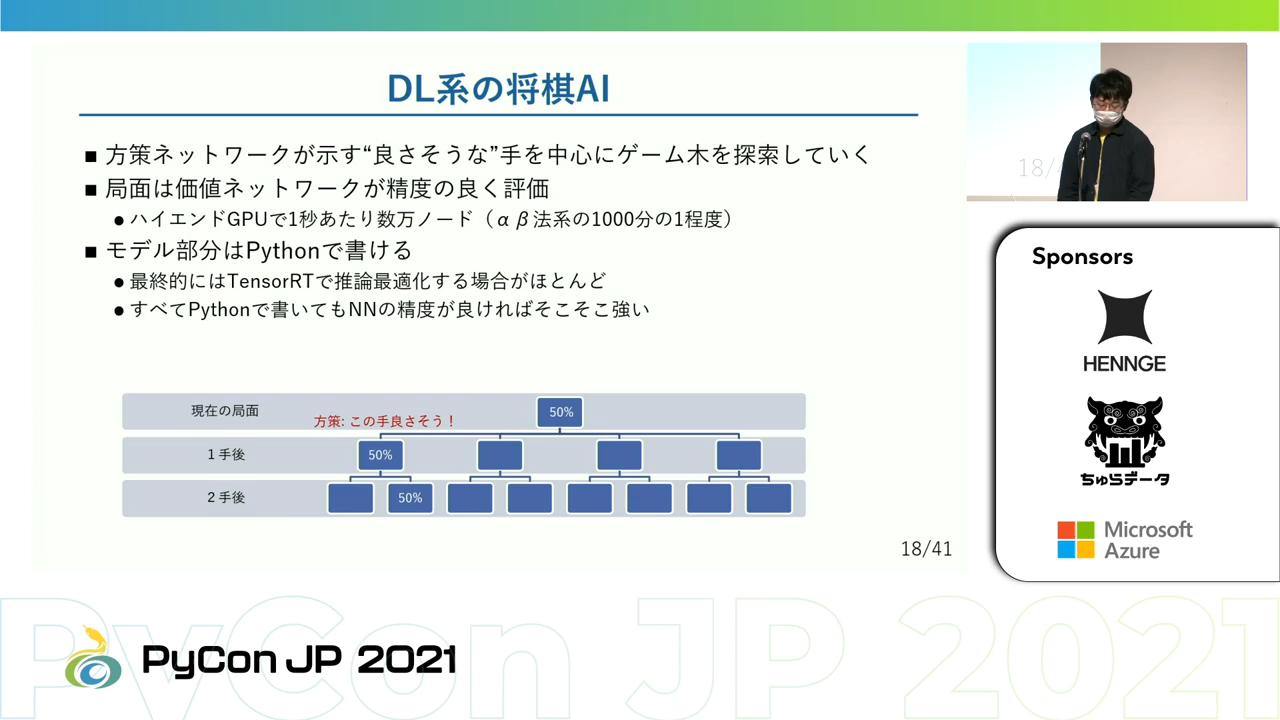 DL系の将棋AI
■ 方策ネットワークが示す“良さそうな”手を中心にゲーム木を探索していく
■ 局面は価値ネットワークが精度の良く評価
● ハイエンドGPUで1秒あたり数万ノード（αβ法系の1000分の1程度）
■ モデル部分はPythonで書ける
● 最終的にはTensorRTで推論最適化する場合がほとんど
● すべてPythonで書いてもNNの精度が良ければそこそこ強い
現在の局面
方策: この手良さそう！
50%
1手後
50%
2手後
50%
18/41
18/4
Sponsors
HENNGE
ちゅらデータ
Microsoft
Azure
PyCon JP 2021
PyCon JP 2021